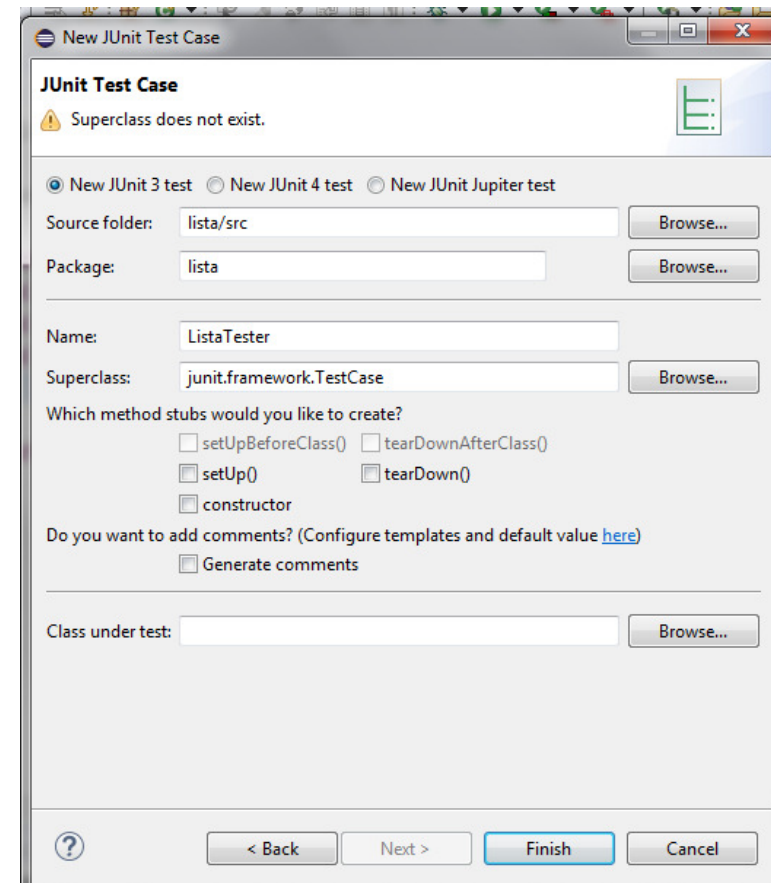 New JUnit Test Case
JUnit Test Case
Superclass does not exist.
New JUnit 3 test New JUnit 4 test New JUnit Jupiter test
Source folder: lista/src Browse...
Package: lista Browse...
Name: ListaTester
Superclass: junit.framework.TestCase Browse...
Which method stubs would you like to create?
setUpBeforeClass() tearDownAfterClass()
setUp() tearDown()
constructor
Do you want to add comments? (Configure templates and default value here)
Generate comments
Class under test: Browse...
< Back Next > Finish Cancel